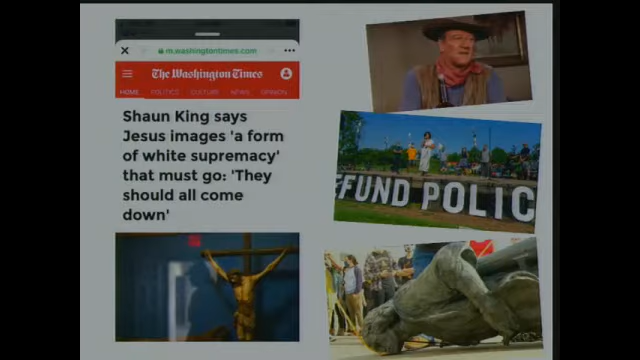 m.washingtontimes.com
The Washington Times
HOME POLITICS CULTURE NEWS OPINION
Shaun King says
Jesus images 'a form
of white supremacy'
that must go: 'They
should all come
down'
EFUND POLIC